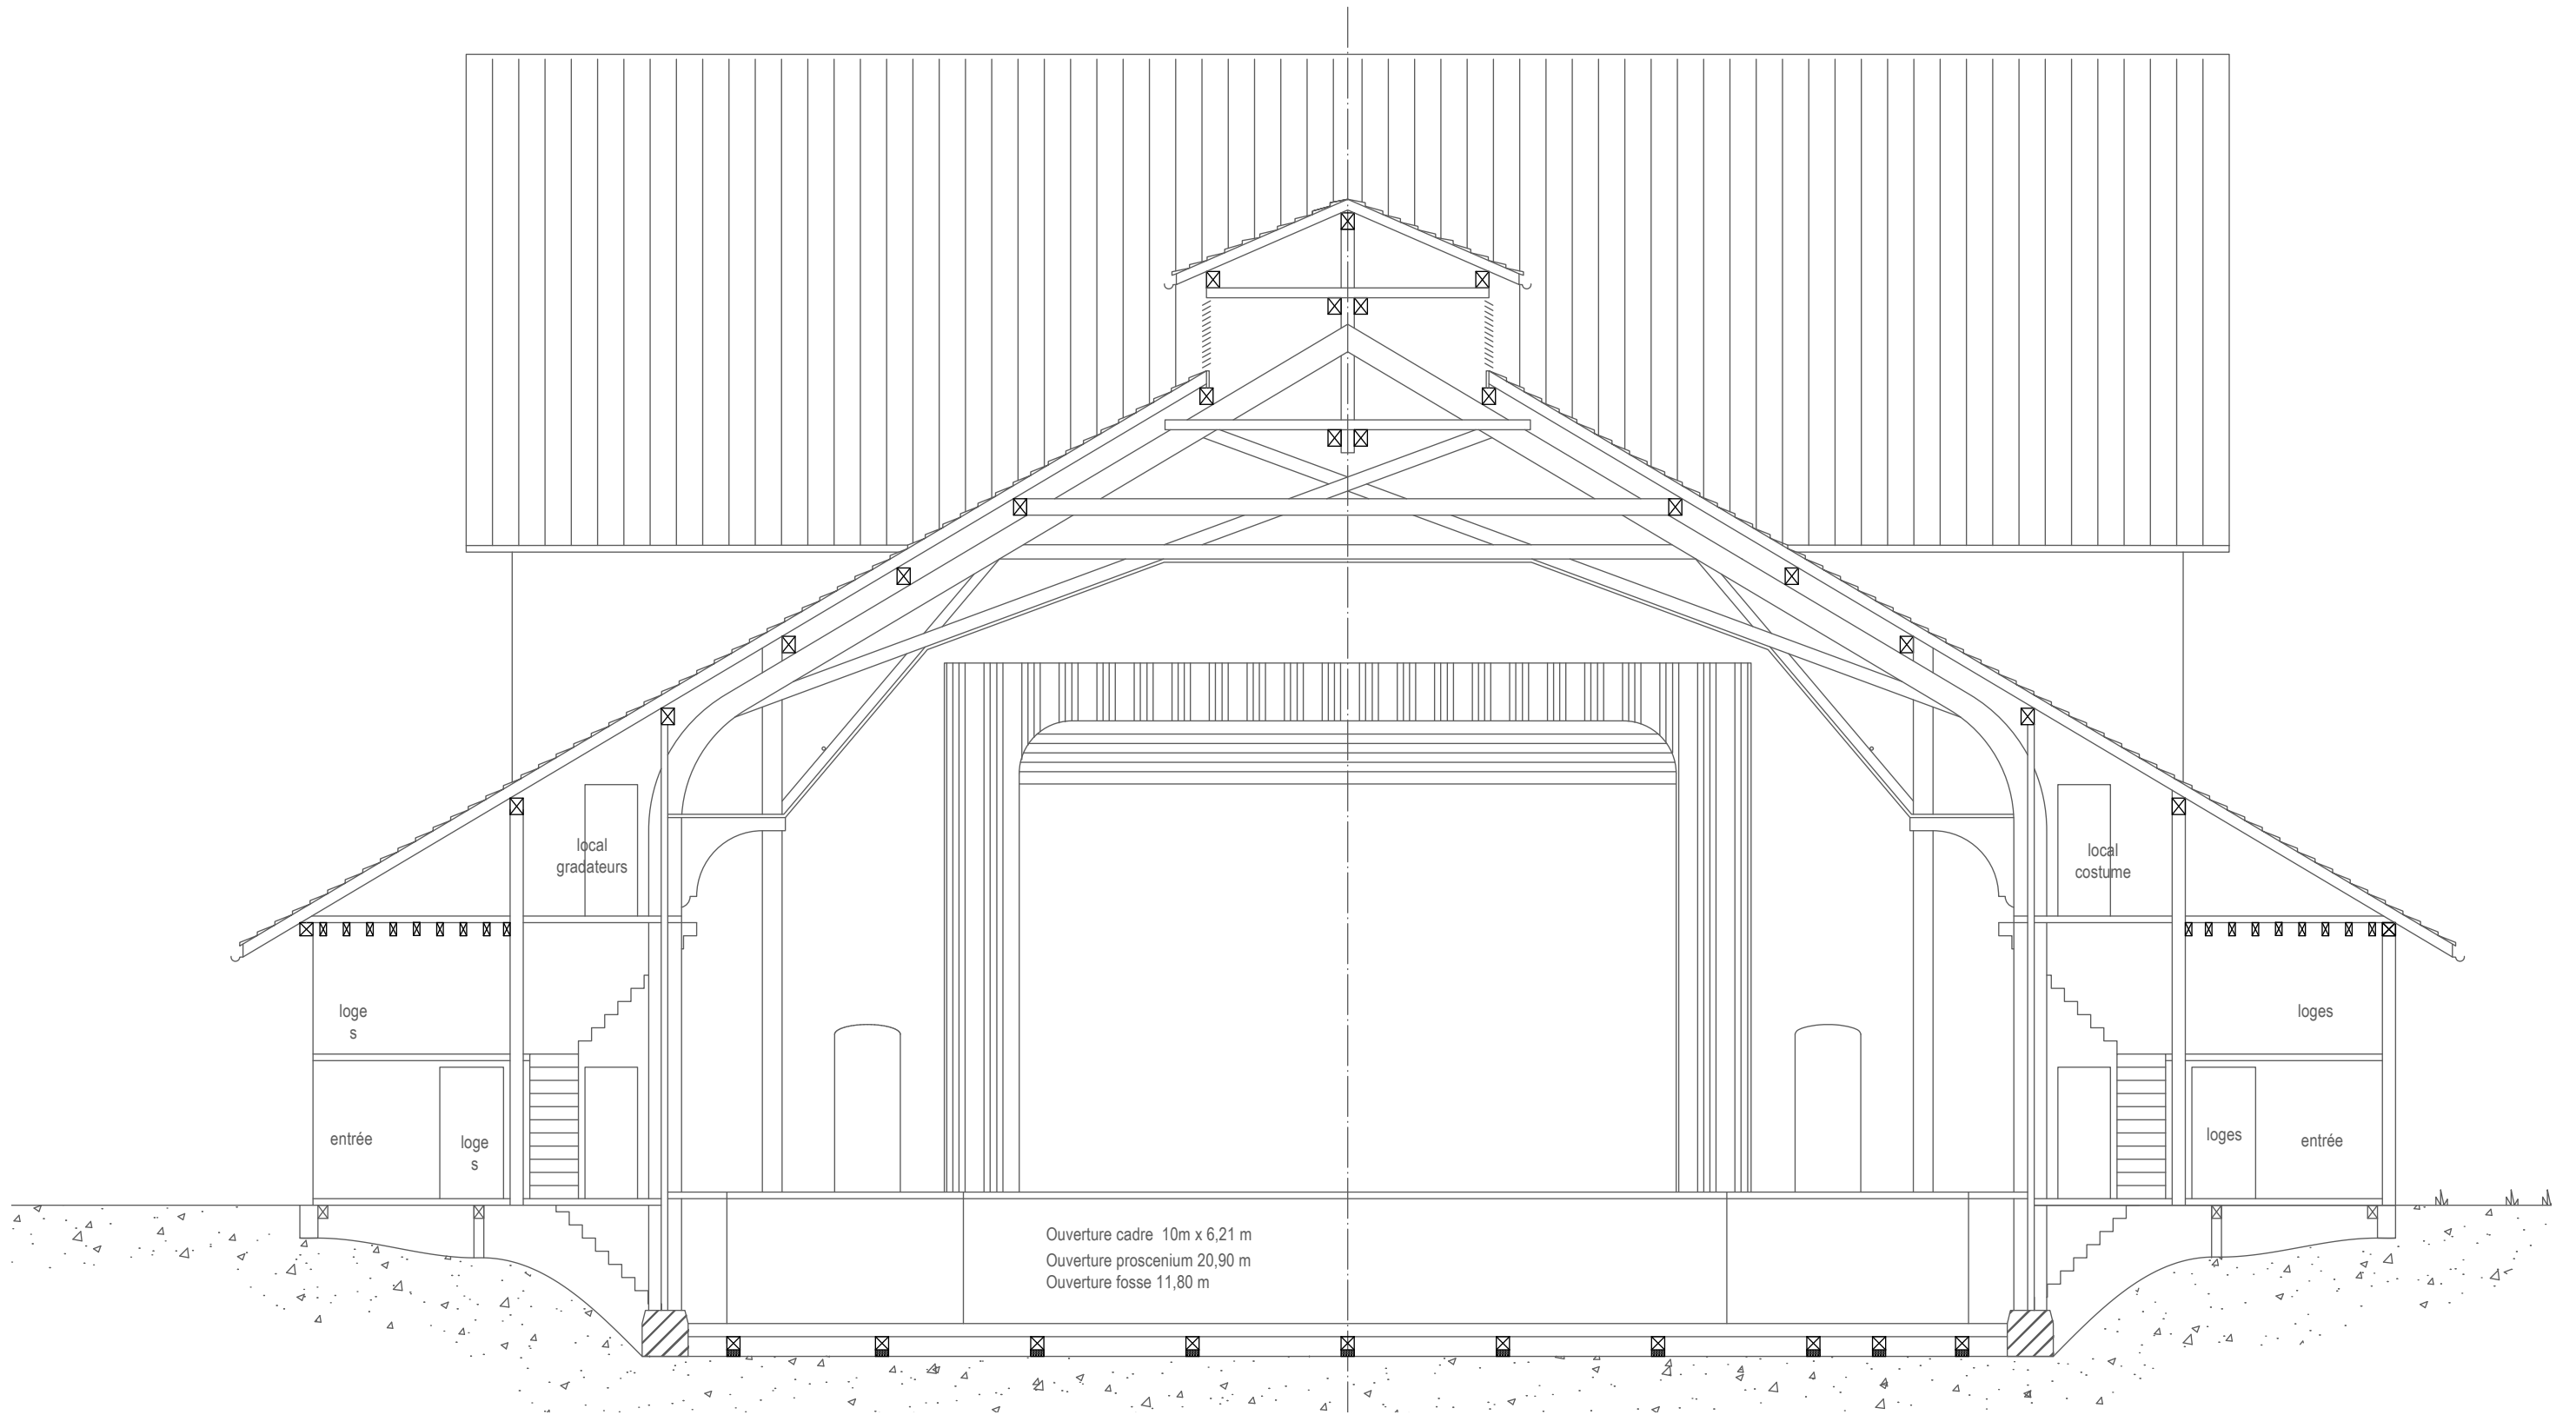 local
gradateurs
local
costume
loge
s
loges
entrée
loge
s
loges
entrée
Ouverture cadre 10m x 6,21 m
Ouverture proscenium 20,90 m
Ouverture fosse 11,80 m